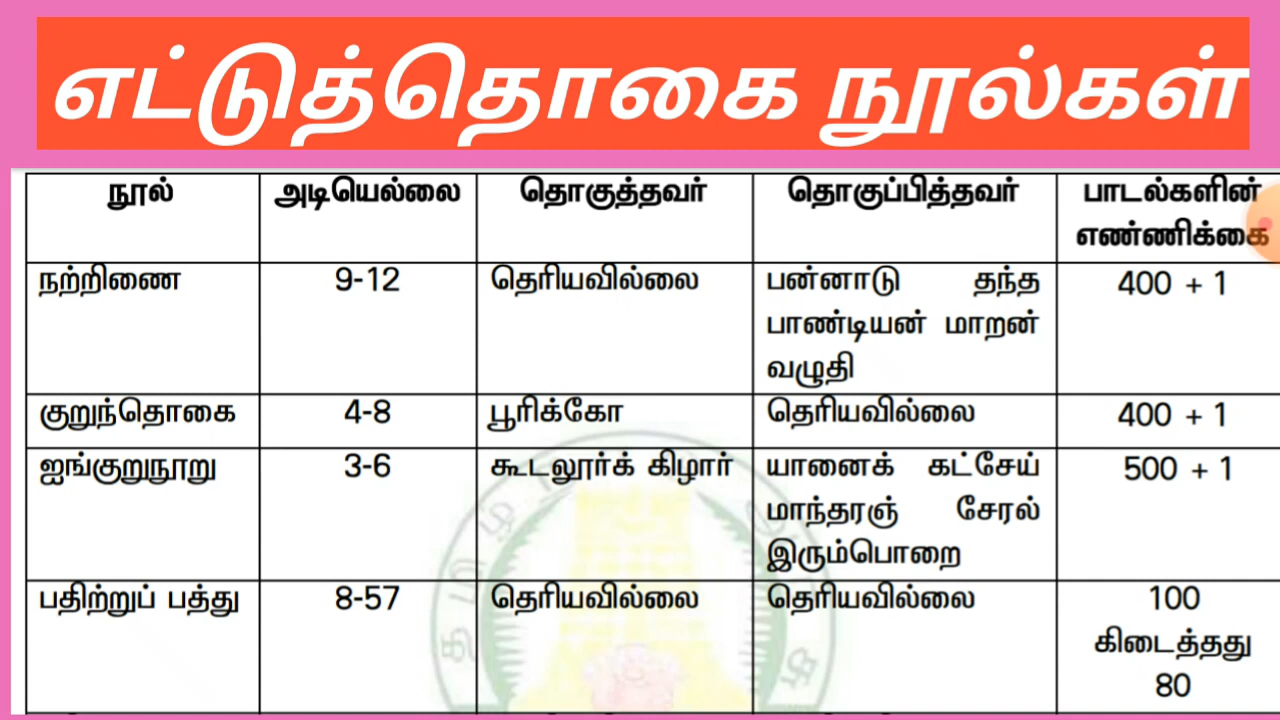 எட்டுத்தொகை நூல்கள்
நூல் அடியெல்லை தொகுத்தவர் தொகுப்பித்தவர் பாடல்களின்
எண்ணிக்கை
நற்றிணை 9-12 தெரியவில்லை பன்னாடு தந்த 400 + 1
பாண்டியன் மாறன்
வழுதி
குறுந்தொகை 4-8 பூரிக்கோ தெரியவில்லை 400 + 1
ஐங்குறுநூறு 3-6 கூடலூர்க் கிழார் யானைக் கட்சேய் 500 + 1
மாந்தரஞ் சேரல்
இரும்பொறை
பதிற்றுப் பத்து 8-57 தெரியவில்லை தெரியவில்லை 100
கிடைத்தது
80